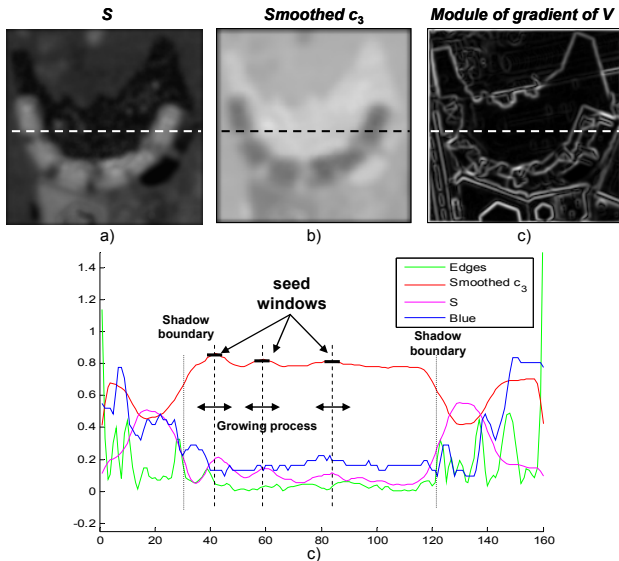 S
Smoothed c3
Module of gradient of V
a)
b)
c)
1.4
1.2
1
0.8
0.6
0.4
0.2
0
-0.2
seed
windows
Shadow
boundary
Edges
Smoothed c3
S
Blue
Shadow
boundary
Growing process
0
20
40
60
80
100
120
140
160
c)